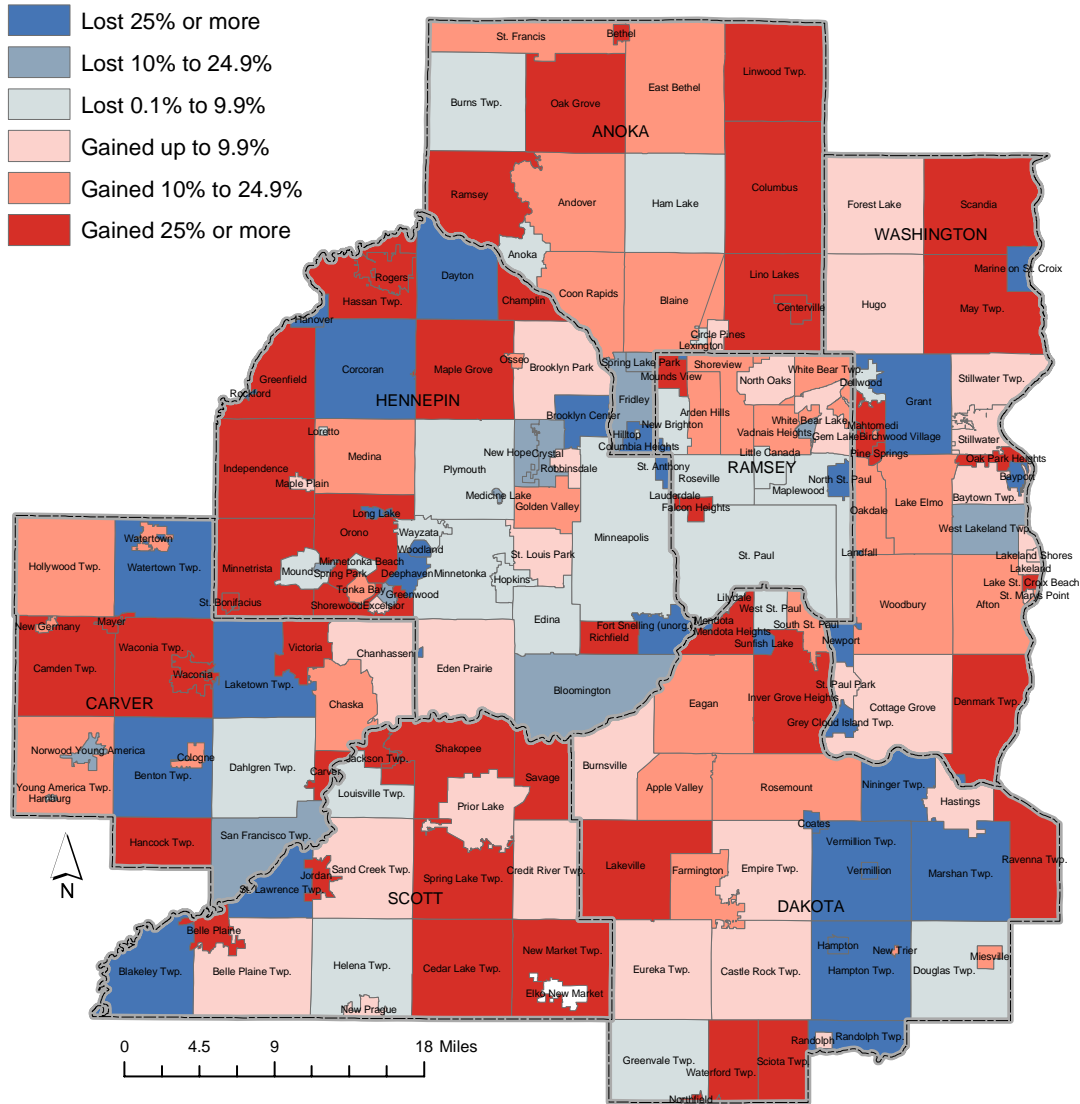 Lost 25% or more
Lost 10% to 24.9%
Lost 0.1% to 9.9%
Gained up to 9.9%
Gained 10% to 24.9%
Gained 25% or more
St. Francis
Bethel
Burns Twp.
Oak Grove
East Bethel
Linwood Twp.
ANOKA
Ramsey
Andover
Ham Lake
Columbus
Forest Lake
Scandia
WASHINGTON
Anoka
Dayton
Rogers
Hassan Twp.
Champlin
Coon Rapids
Blaine
Lino Lakes
Centerville
Hugo
Marine on St. Croix
May Twp.
Hanover
Circle Pines
Lexington
Corcoran
Maple Grove
Osseo
Brooklyn Park
Spring Lake Park
Mounds View
Shoreview
North Oaks
White Bear Twp.
Dellwood
Grant
Stillwater Twp.
Greenfield
Rockford
HENNEPIN
Fridley
Brooklyn Center
New Brighton
Arden Hills
White Bear Lake
Vadnais Heights
Gem Lake
Mahtomedi
Birchwood Village
Stillwater
Hilltop
Columbia Heights
Loretto
Medina
Plymouth
New Hope
Crystal
Robbinsdale
Little Canada
Pine Springs
Oak Park Heights
Bayport
Independence
Maple Plain
St. Anthony
Roseville
RAMSEY
Maplewood
North St. Paul
Baytown Twp.
Medicine Lake
Golden Valley
Lauderdale
Falcon Heights
Oakdale
Lake Elmo
West Lakeland Twp.
Long Lake
Orono
Wayzata
Woodland
Minneapolis
Watertown
Hollywood Twp.
Watertown Twp.
Minnetrista
Mound
Minnetonka Beach
Spring Park
Deephaven
Minnetonka
St. Louis Park
Hopkins
St. Paul
Landfall
Lakeland Shores
Lakeland
Lake St. Croix Beach
St. Marys Point
Tonka Bay
Greenwood
Shorewood
Excelsior
St. Bonifacius
Edina
Lilydale
West St. Paul
Woodbury
Afton
New Germany
Mayer
Fort Snelling (unorg.)
Richfield
Mendota
Mendota Heights
Sunfish Lake
South St. Paul
Newport
Camden Twp.
Waconia Twp.
Waconia
Victoria
Chanhassen
Eden Prairie
Laketown Twp.
Bloomington
St. Paul Park
CARVER
Chaska
Eagan
Inver Grove Heights
Grey Cloud Island Twp.
Cottage Grove
Denmark Twp.
Norwood Young America
Cologne
Jackson Twp.
Shakopee
Savage
Burnsville
Young America Twp.
Hamburg
Benton Twp.
Dahlgren Twp.
Carver
Louisville Twp.
Prior Lake
Apple Valley
Rosemount
Nininger Twp.
Hastings
Hancock Twp.
San Francisco Twp.
Coates
Vermillion Twp.
Ravenna Twp.
St. Lawrence Twp.
Jordan
Sand Creek Twp.
Spring Lake Twp.
Credit River Twp.
Lakeville
Farmington
Empire Twp.
Vermillion
Marshan Twp.
SCOTT
DAKOTA
Belle Plaine
Blakeley Twp.
Belle Plaine Twp.
Helena Twp.
Cedar Lake Twp.
New Market Twp.
Elko New Market
Eureka Twp.
Castle Rock Twp.
Hampton
Hampton Twp.
New Trier
Douglas Twp.
Miesville
New Prague
Randolph
Randolph Twp.
Greenvale Twp.
Waterford Twp.
Sciota Twp.
Northfield
N
0 4.5 9 18 Miles